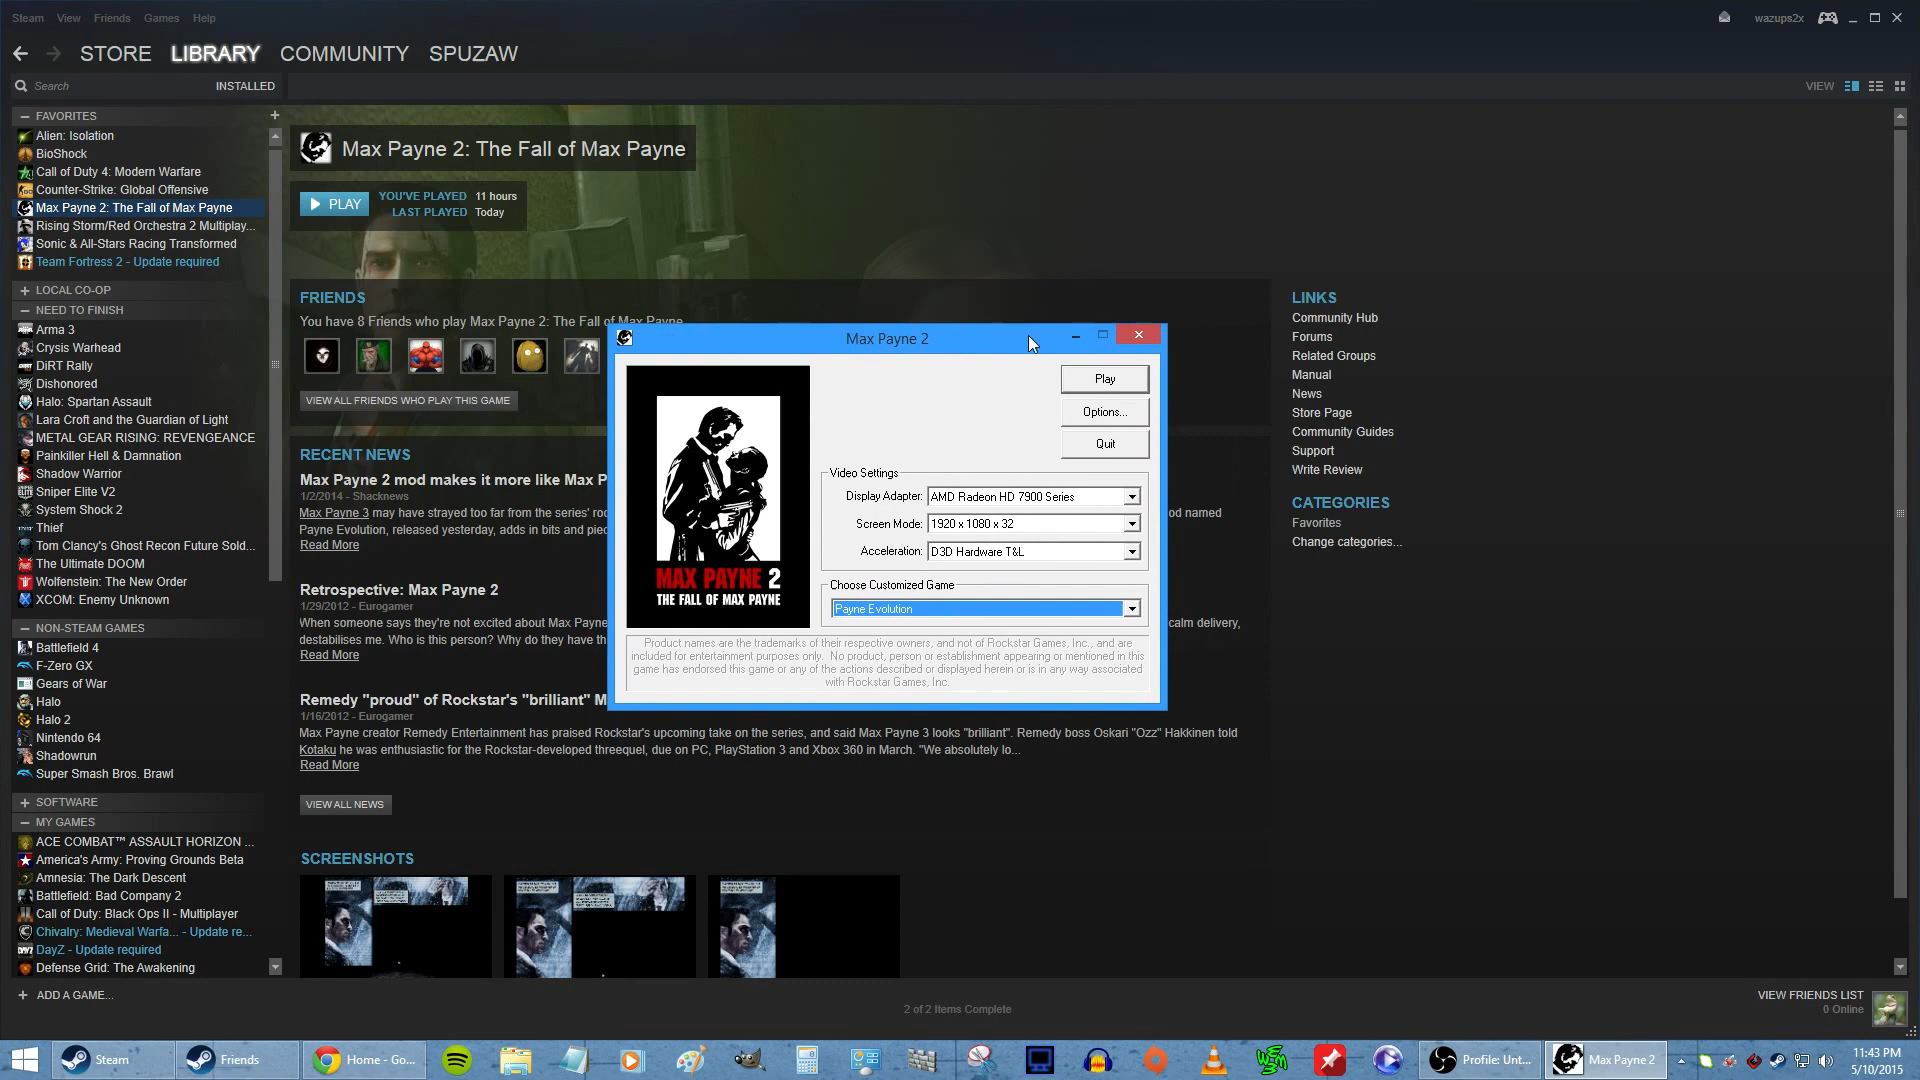 Steam View Friends Games Help
wazups2x
STORE LIBRARY COMMUNITY SPUZAW
Search INSTALLED
VIEW
FAVORITES
Alien: Isolation
BioShock
Call of Duty 4: Modern Warfare
Counter-Strike: Global Offensive
Max Payne 2: The Fall of Max Payne
Rising Storm/Red Orchestra 2 Multiplay...
Sonic & All-Stars Racing Transformed
Team Fortress 2 - Update required
LOCAL CO-OP
NEED TO FINISH
Arma 3
Crysis Warhead
DiRT Rally
Dishonored
Halo: Spartan Assault
Lara Croft and the Guardian of Light
METAL GEAR RISING: REVENGEANCE
Painkiller Hell & Damnation
Shadow Warrior
Sniper Elite V2
System Shock 2
Thief
Tom Clancy's Ghost Recon Future Sold...
The Ultimate DOOM
Wolfenstein: The New Order
XCOM: Enemy Unknown
NON-STEAM GAMES
Battlefield 4
F-Zero GX
Gears of War
Halo
Halo 2
Nintendo 64
Shadowrun
Super Smash Bros. Brawl
SOFTWARE
MY GAMES
ACE COMBAT™ ASSAULT HORIZON ...
America's Army: Proving Grounds Beta
Amnesia: The Dark Descent
Battlefield: Bad Company 2
Call of Duty: Black Ops II - Multiplayer
Chivalry: Medieval Warfa... - Update re...
DayZ - Update required
Defense Grid: The Awakening
ADD A GAME...
Max Payne 2: The Fall of Max Payne
PLAY
YOU'VE PLAYED 11 hours
LAST PLAYED Today
FRIENDS
You have 8 Friends who play Max Payne 2: The Fall of Max Payne
VIEW ALL FRIENDS WHO PLAY THIS GAME
RECENT NEWS
Max Payne 2 mod makes it more like Max P
1/2/2014 - Shacknews
Max Payne 3 may have strayed too far from the series' roo
od named
Payne Evolution, released yesterday, adds in bits and piec
Read More
Retrospective: Max Payne 2
1/29/2012 - Eurogamer
When someone says they're not excited about Max Payne
calm delivery,
destabilises me. Who is this person? Why do they have th
Read More
Remedy "proud" of Rockstar's "brilliant" M
1/16/2012 - Eurogamer
Max Payne creator Remedy Entertainment has praised Rockstar's upcoming take on the series, and said Max Payne 3 looks "brilliant". Remedy boss Oskari "Ozz" Hakkinen told
Kotaku he was enthusiastic for the Rockstar-developed threequel, due on PC, PlayStation 3 and Xbox 360 in March. "We absolutely lo...
Read More
VIEW ALL NEWS
SCREENSHOTS
Max Payne 2
MAX PAYNE 2
THE FALL OF MAX PAYNE
Play
Options...
Quit
Video Settings
Display Adapter: AMD Radeon HD 7900 Series
Screen Mode: 1920 x 1080 x 32
Acceleration: D3D Hardware T&L
Choose Customized Game
Payne Evolution
Product names are the trademarks of their respective owners, and not of Rockstar Games, Inc., and are
included for entertainment purposes only. No product, person or establishment appearing or mentioned in this
game has endorsed this game or any of the actions described or displayed herein or is in any way associated
with Rockstar Games, Inc.
LINKS
Community Hub
Forums
Related Groups
Manual
News
Store Page
Community Guides
Support
Write Review
CATEGORIES
Favorites
Change categories...
2 of 2 Items Complete
VIEW FRIENDS LIST
0 Online
Steam
Friends
Home - Go...
Profile: Unt...
Max Payne 2
11:43 PM
5/10/2015